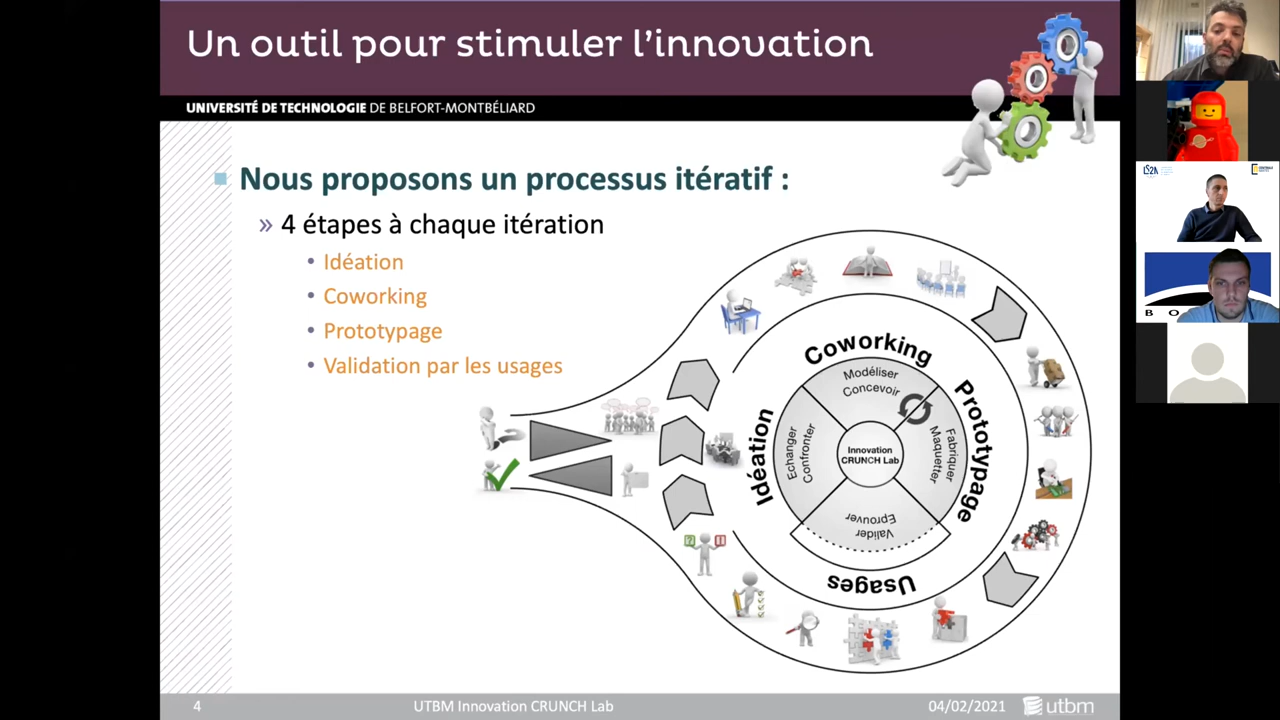 Un outil pour stimuler l'innovation
UNIVERSITÉ DE TECHNOLOGIE DE BELFORT-MONTBÉLIARD
Nous proposons un processus itératif :
» 4 étapes à chaque itération
• Idéation
• Coworking
• Prototypage
• Validation par les usages
Coworking
Modéliser
Concevoir
Prototypage
Fabriquer
Maquetter
Idéation
Echanger
Confronter
Innovation
CRUNCH Lab
Eprouver
Valider
Usages
4
UTBM Innovation CRUNCH Lab
04/02/2021
utbm
LS2N
CENTRALE
B O